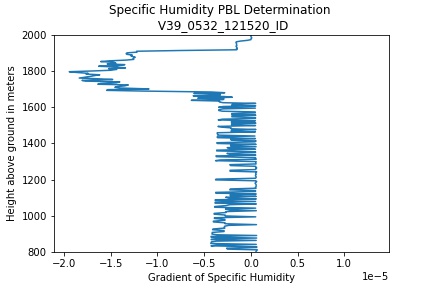 Specific Humidity PBL Determination
V39_0532_121520_ID
Height above ground in meters
2000
1800
1600
1400
1200
1000
800
−2.0 −1.5 −1.0 −0.5 0.0 0.5 1.0
1e−5
Gradient of Specific Humidity